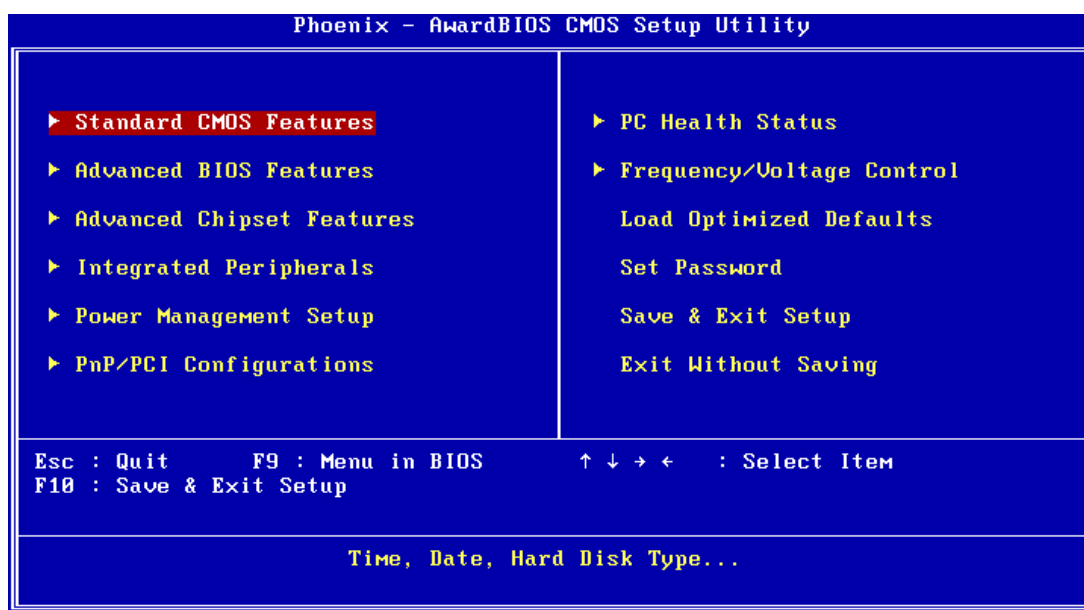 Phoenix - AwardBIOS CMOS Setup Utility
▶ Standard CMOS Features
▶ Advanced BIOS Features
▶ Advanced Chipset Features
▶ Integrated Peripherals
▶ Power Management Setup
▶ PnP/PCI Configurations
▶ PC Health Status
▶ Frequency/Voltage Control
Load Optimized Defaults
Set Password
Save & Exit Setup
Exit Without Saving
Esc : Quit F9 : Menu in BIOS ↑ ↓ → ← : Select Item
F10 : Save & Exit Setup
Time, Date, Hard Disk Type...